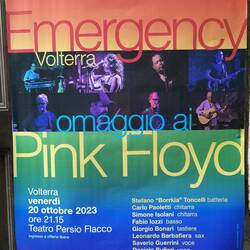 Emergency
Volterra
omaggio ai
Pink Floyd
Volterra
venerdì
20 ottobre 2023
ore 21.15
Teatro Persio Flacco
ingresso a offerta libera
Stefano "Borrkia" Toncelli batteria
Carlo Peoletti chitarra
Simone Isolani chitarra
Fabio Iozzi basso
Giorgio Bonari tastiere
Leonardo Barbafiera sax
Saverio Guerrini voce